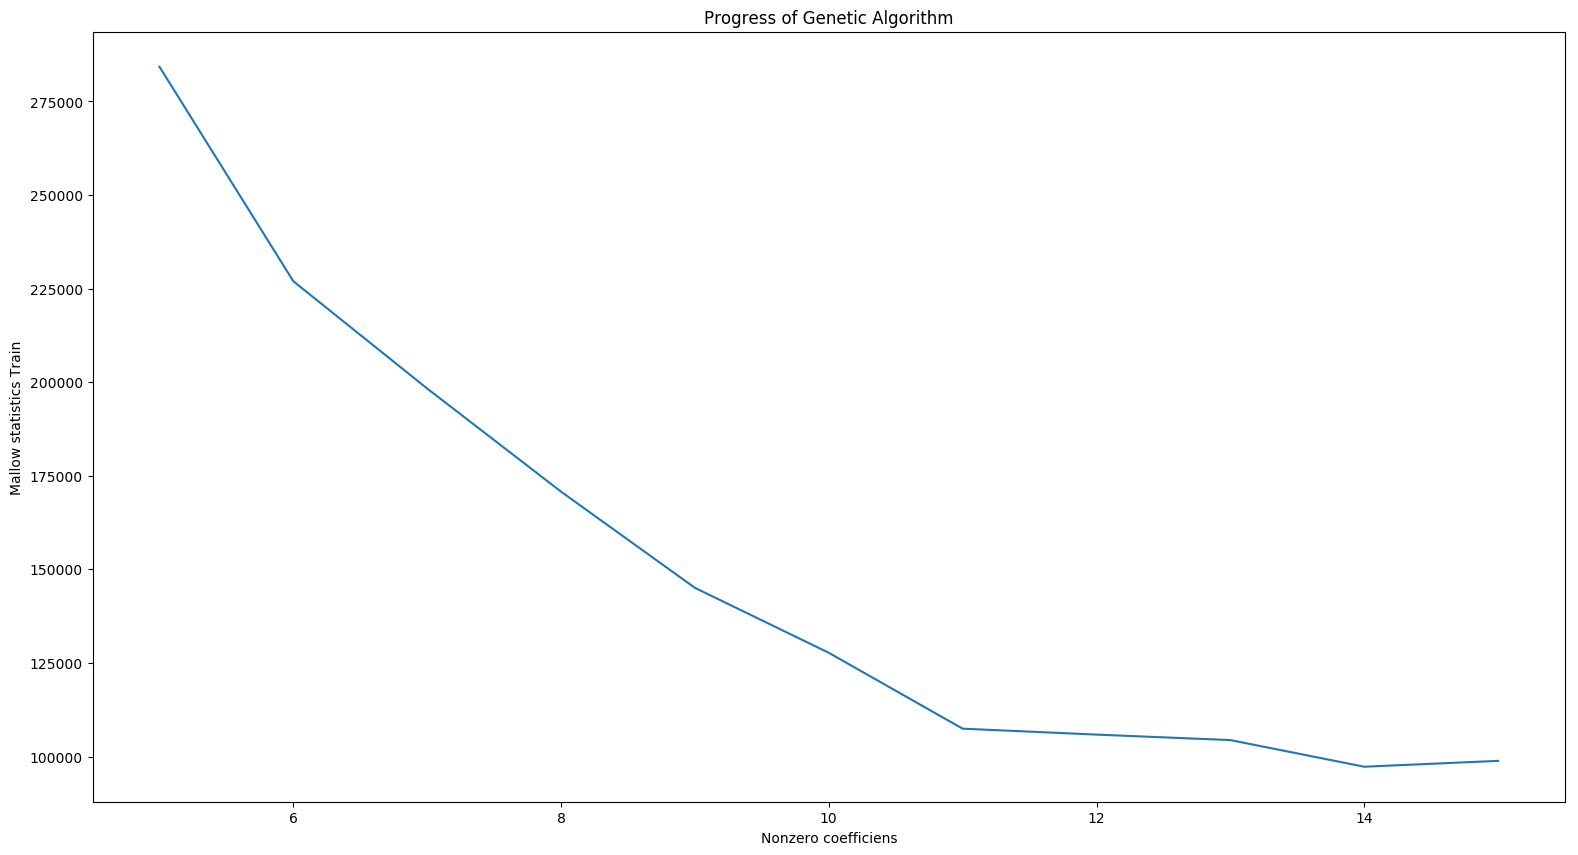 Progress of Genetic Algorithm
275000
250000
225000
200000
175000
150000
125000
100000
Mallow statistics Train
6 8 10 12 14
Nonzero coefficiens